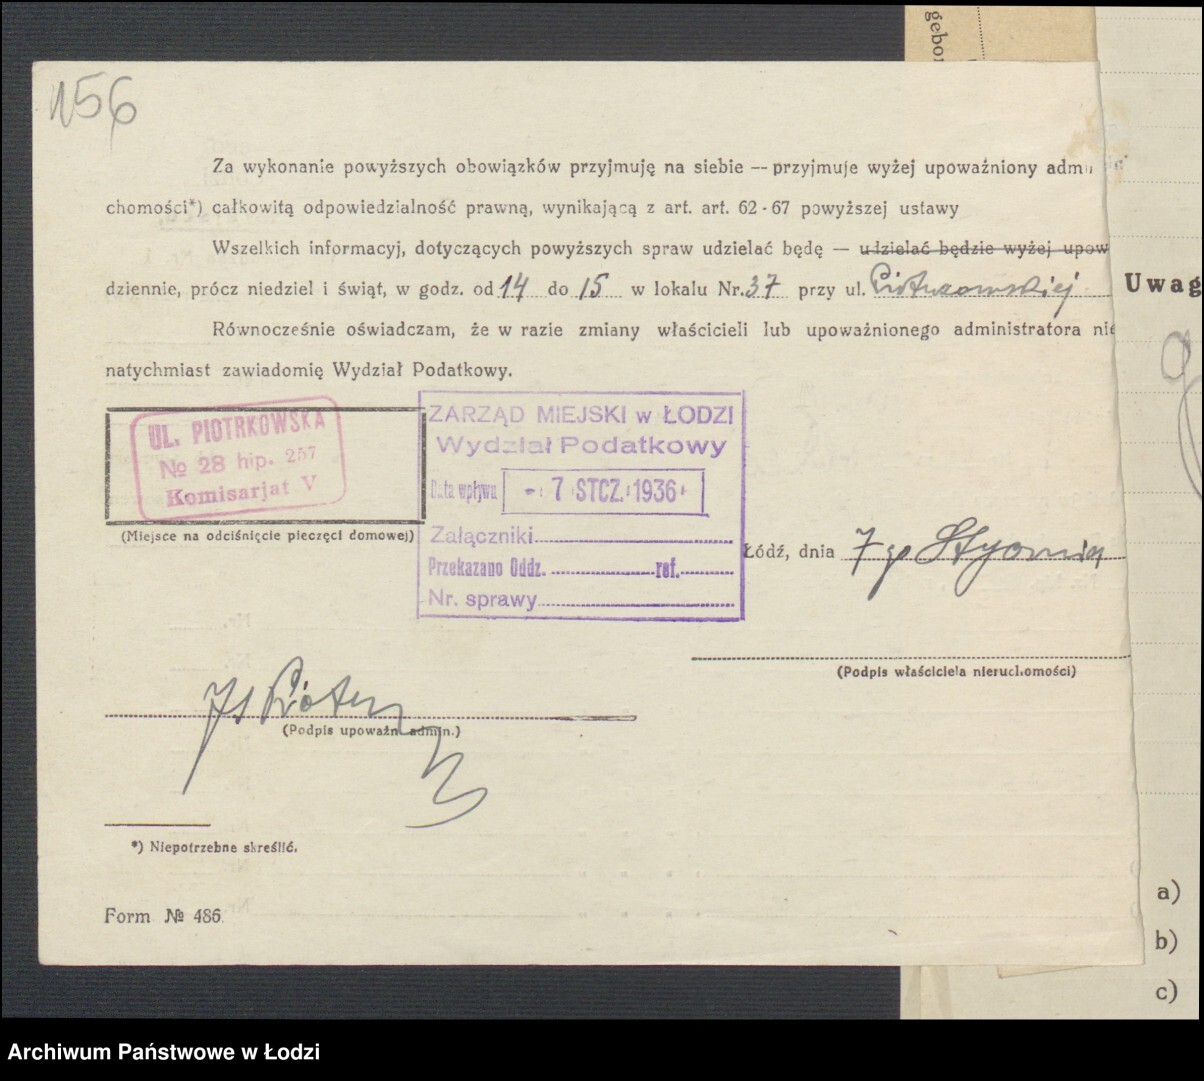 156
gebo
Za wykonanie powyższych obowiązków przyjmuję na siebie — przyjmuje wyżej upoważniony adm
chomości*) całkowitą odpowiedzialność prawną, wynikającą z art. art. 62-67 powyższej ustawy
Wszelkich informacyj, dotyczących powyższych spraw udzielać będę — udzielać będzie wyżej upow
dziennie, prócz niedziel i świąt, w godz. od 14 do 15 w lokalu Nr. 37 przy ul. Piotrkowskiej
Równocześnie oświadczam, że w razie zmiany właścicieli lub upoważnionego administratora nie
natychmiast zawiadomię Wydział Podatkowy.
Uwag
UL. PIOTRKOWSKA
№ 28 hip. 257
Komisarjat V
(Miejsce na odciśnięcie pieczęci domowej)
ZARZĄD MIEJSKI w ŁODZI
Wydział Podatkowy
Data wpływu - 7 STCZ. 1936
Załączniki
Przekazano Oddz. ref.
Nr. sprawy
Łódź, dnia 7 go Stycznia
(Podpis właściciela nieruchomości)
(Podpis upoważn. admin.)
*) Niepotrzebne skreślić.
Form № 486.
a)
b)
c)
Archiwum Państwowe w Łodzi